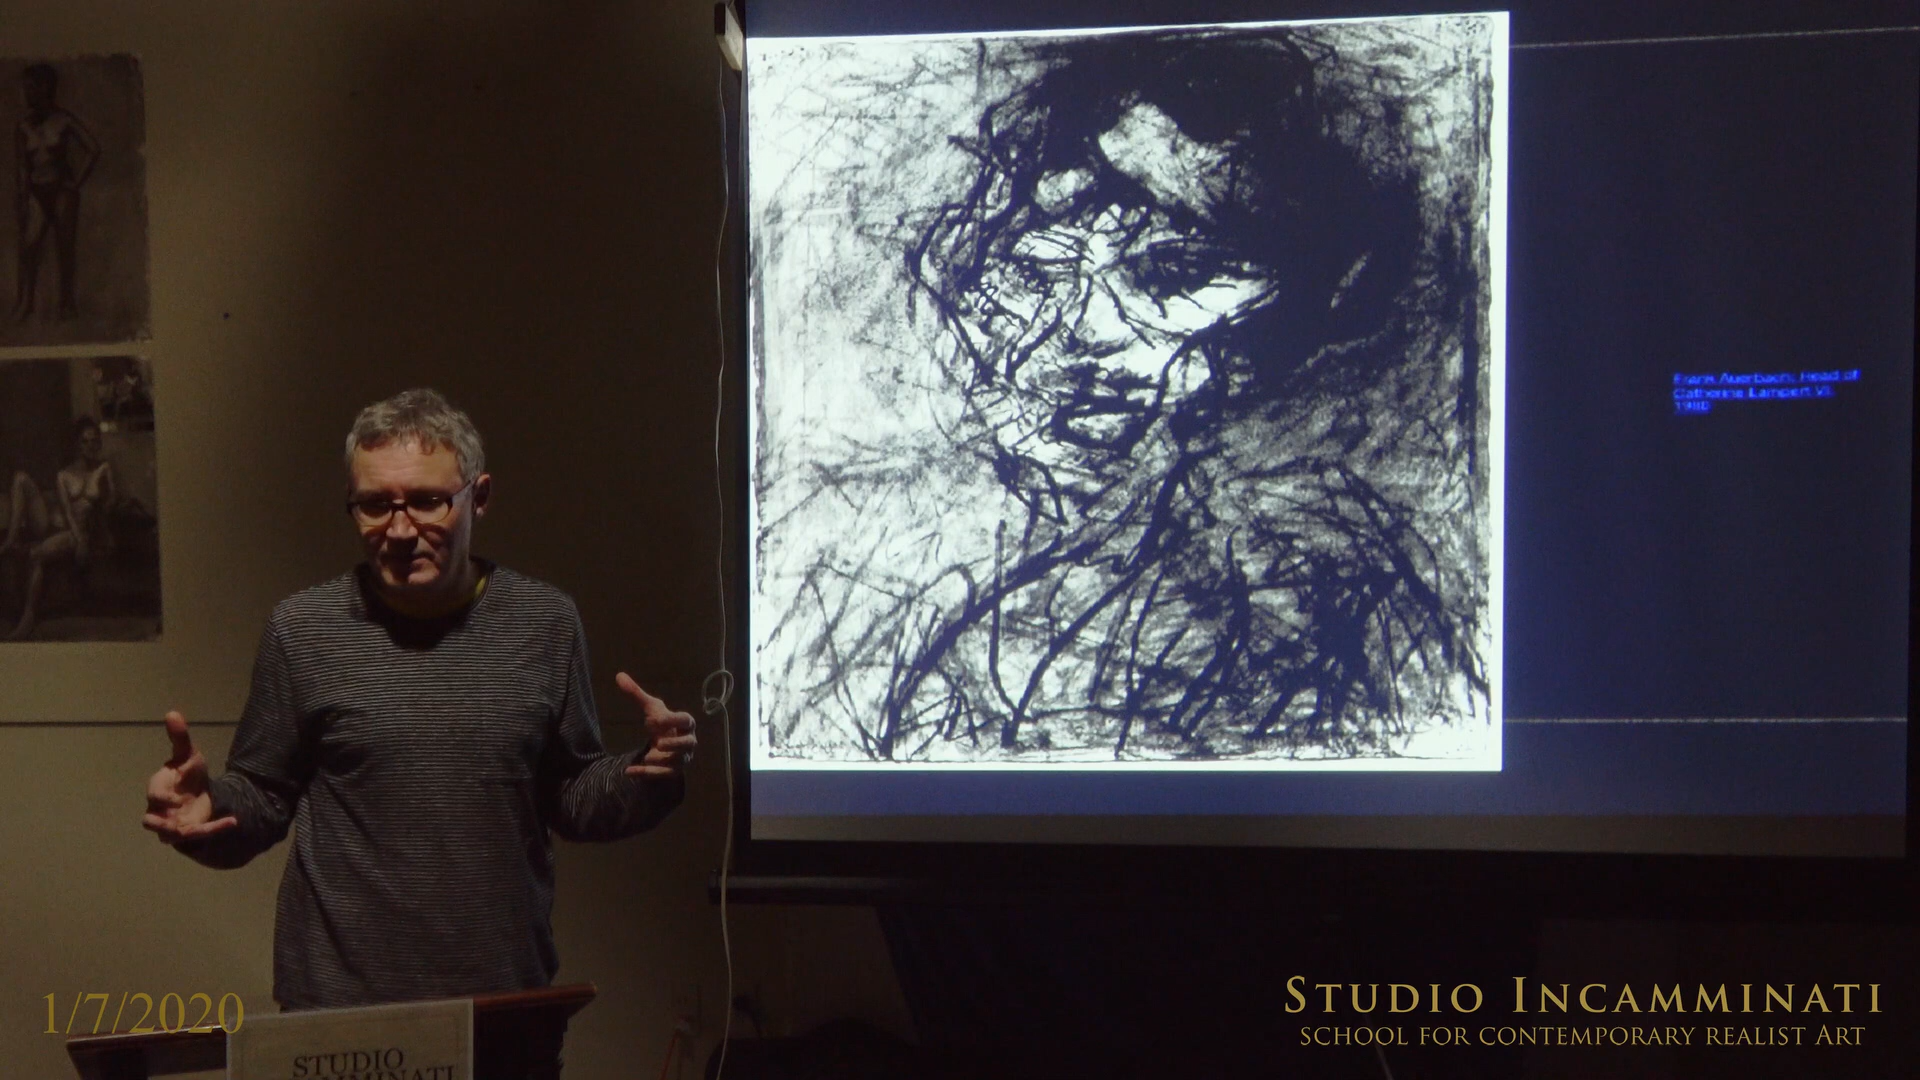 Frank Auerbach, Head of
Catherine Lampert VI,
1980
1/7/2020
STUDIO
STUDIO INCAMMINATI
SCHOOL FOR CONTEMPORARY REALIST ART